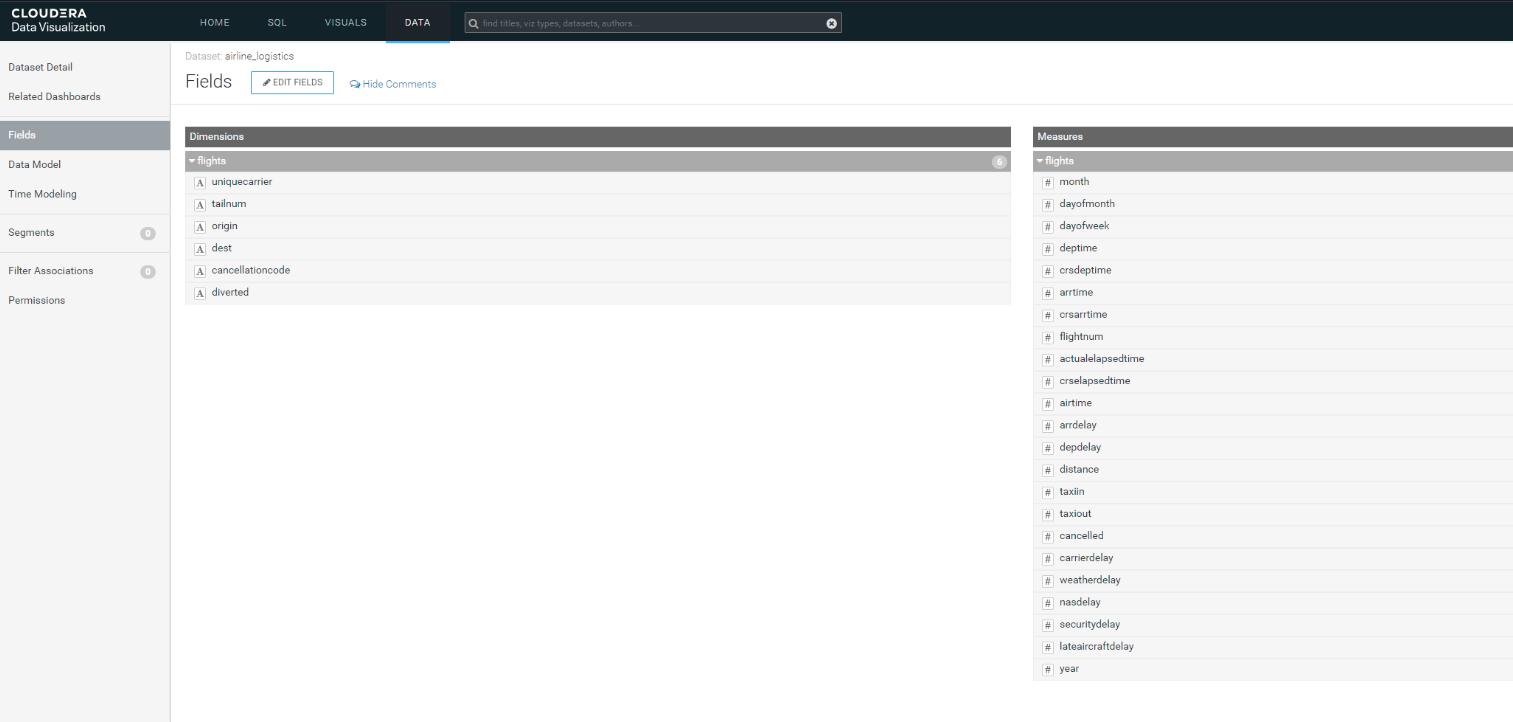 CLOUDERA
Data Visualization
HOME
SQL
VISUALS
DATA
find titles, viz types, datasets, authors...
Dataset Detail
Related Dashboards
Fields
Data Model
Time Modeling
Segments 0
Filter Associations 0
Permissions
Dataset: airline_logistics
Fields
EDIT FIELDS
Hide Comments
Dimensions
flights 6
A uniquecarrier
A tailnum
A origin
A dest
A cancellationcode
A diverted
Measures
flights
# month
# dayofmonth
# dayofweek
# deptime
# crsdeptime
# arrtime
# crsarrtime
# flightnum
# actualelapsedtime
# crselapsedtime
# airtime
# arrdelay
# depdelay
# distance
# taxiin
# taxiout
# cancelled
# carrierdelay
# weatherdelay
# nasdelay
# securitydelay
# lateaircraftdelay
# year